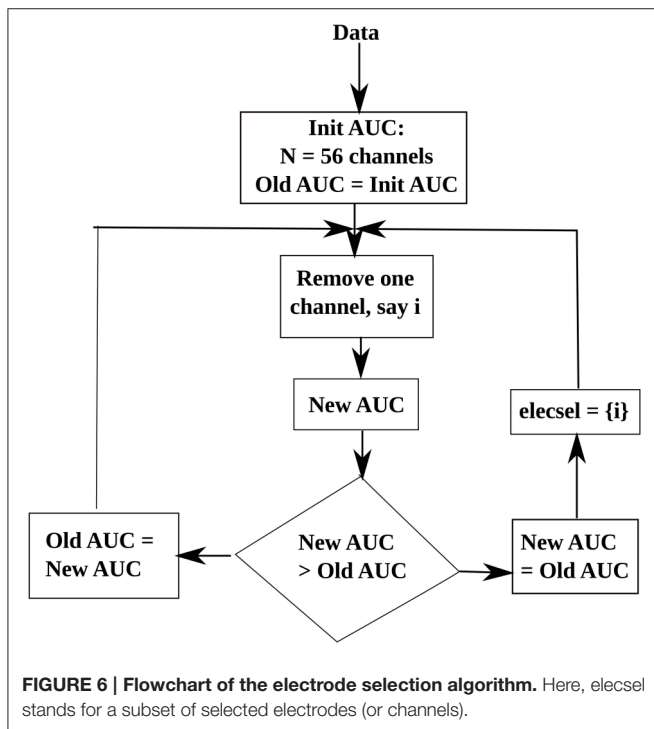 Data
Init AUC:
N = 56 channels
Old AUC = Init AUC
Remove one
channel, say i
New AUC
elecsel = {i}
Old AUC =
New AUC
New AUC
> Old AUC
New AUC
= Old AUC
FIGURE 6 | Flowchart of the electrode selection algorithm. Here, elecsel
stands for a subset of selected electrodes (or channels).